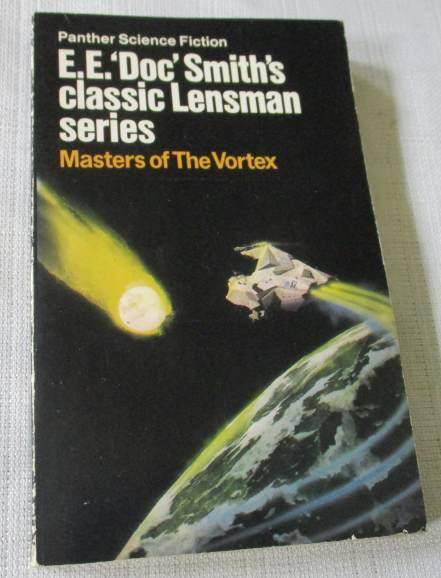 Panther Science Fiction
E.E.‘Doc’Smith's
classic Lensman
series
Masters of The Vortex